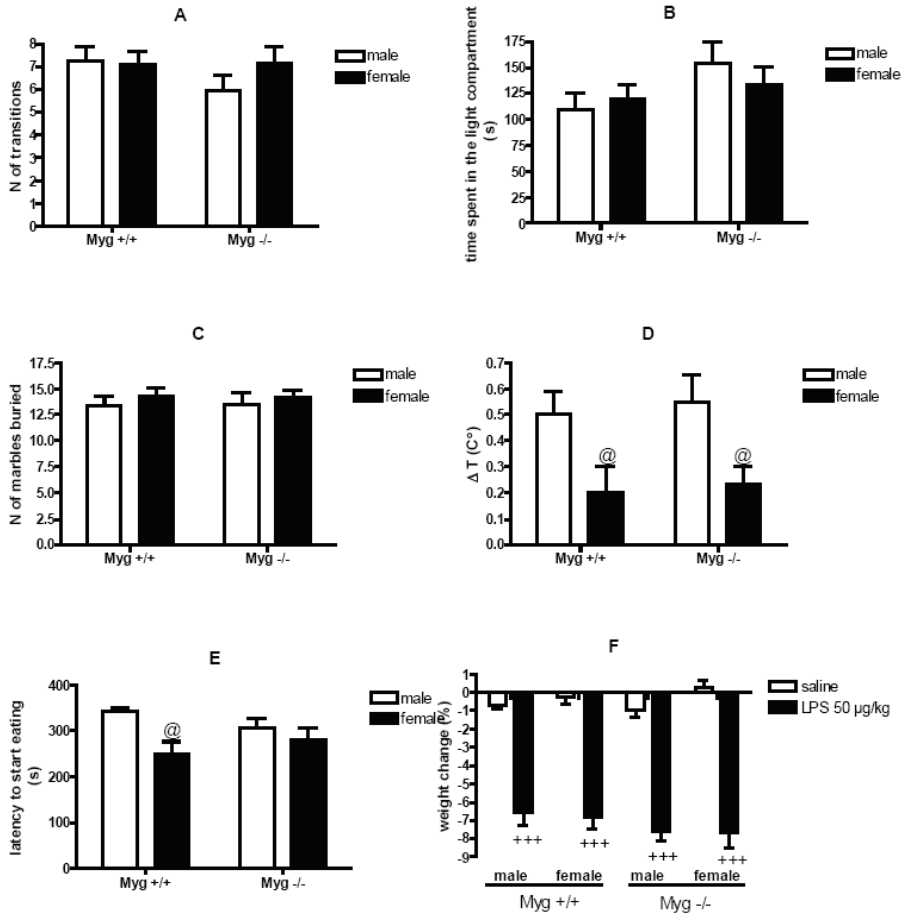 A
N of transitions
8
7
6
5
4
3
2
1
0
Myg +/+
Myg -/-
male
female
B
time spent in the light compartment
(s)
175
150
125
100
75
50
25
0
Myg +/+
Myg -/-
male
female
C
N of marbles buried
17.5
15.0
12.5
10.0
7.5
5.0
2.5
0.0
Myg +/+
Myg -/-
male
female
D
Δ T (C°)
0.7
0.6
0.5
0.4
0.3
0.2
0.1
0.0
@
@
Myg +/+
Myg -/-
male
female
E
latency to start eating
(s)
400
300
200
100
0
@
Myg +/+
Myg -/-
male
female
F
weight change (%)
1
0
-1
-2
-3
-4
-5
-6
-7
-8
-9
+++
+++
+++
+++
male female male female
Myg +/+ Myg -/-
saline
LPS 50 µg/kg